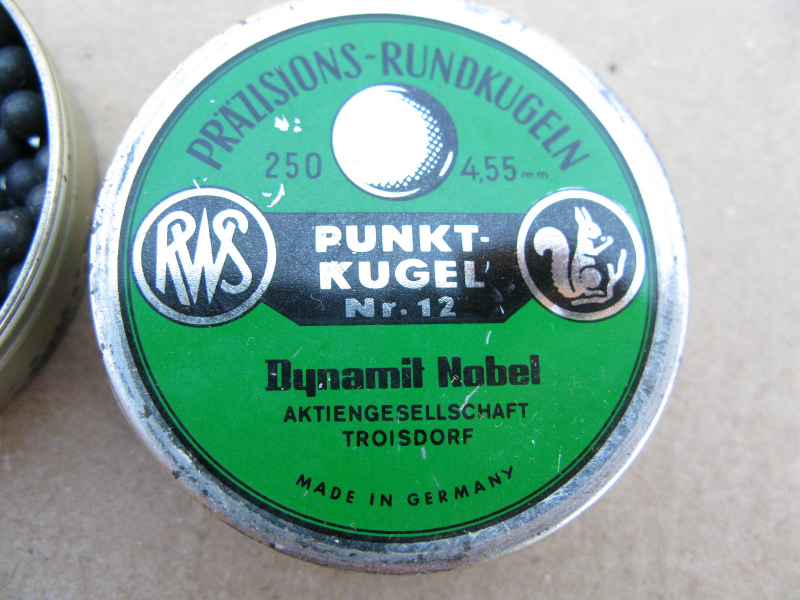 PRÄZISIONS-RUNDKUGELN
250 4,55 mm
RWS
PUNKT-
KUGEL
Nr. 12
Dynamit Nobel
AKTIENGESELLSCHAFT
TROISDORF
MADE IN GERMANY